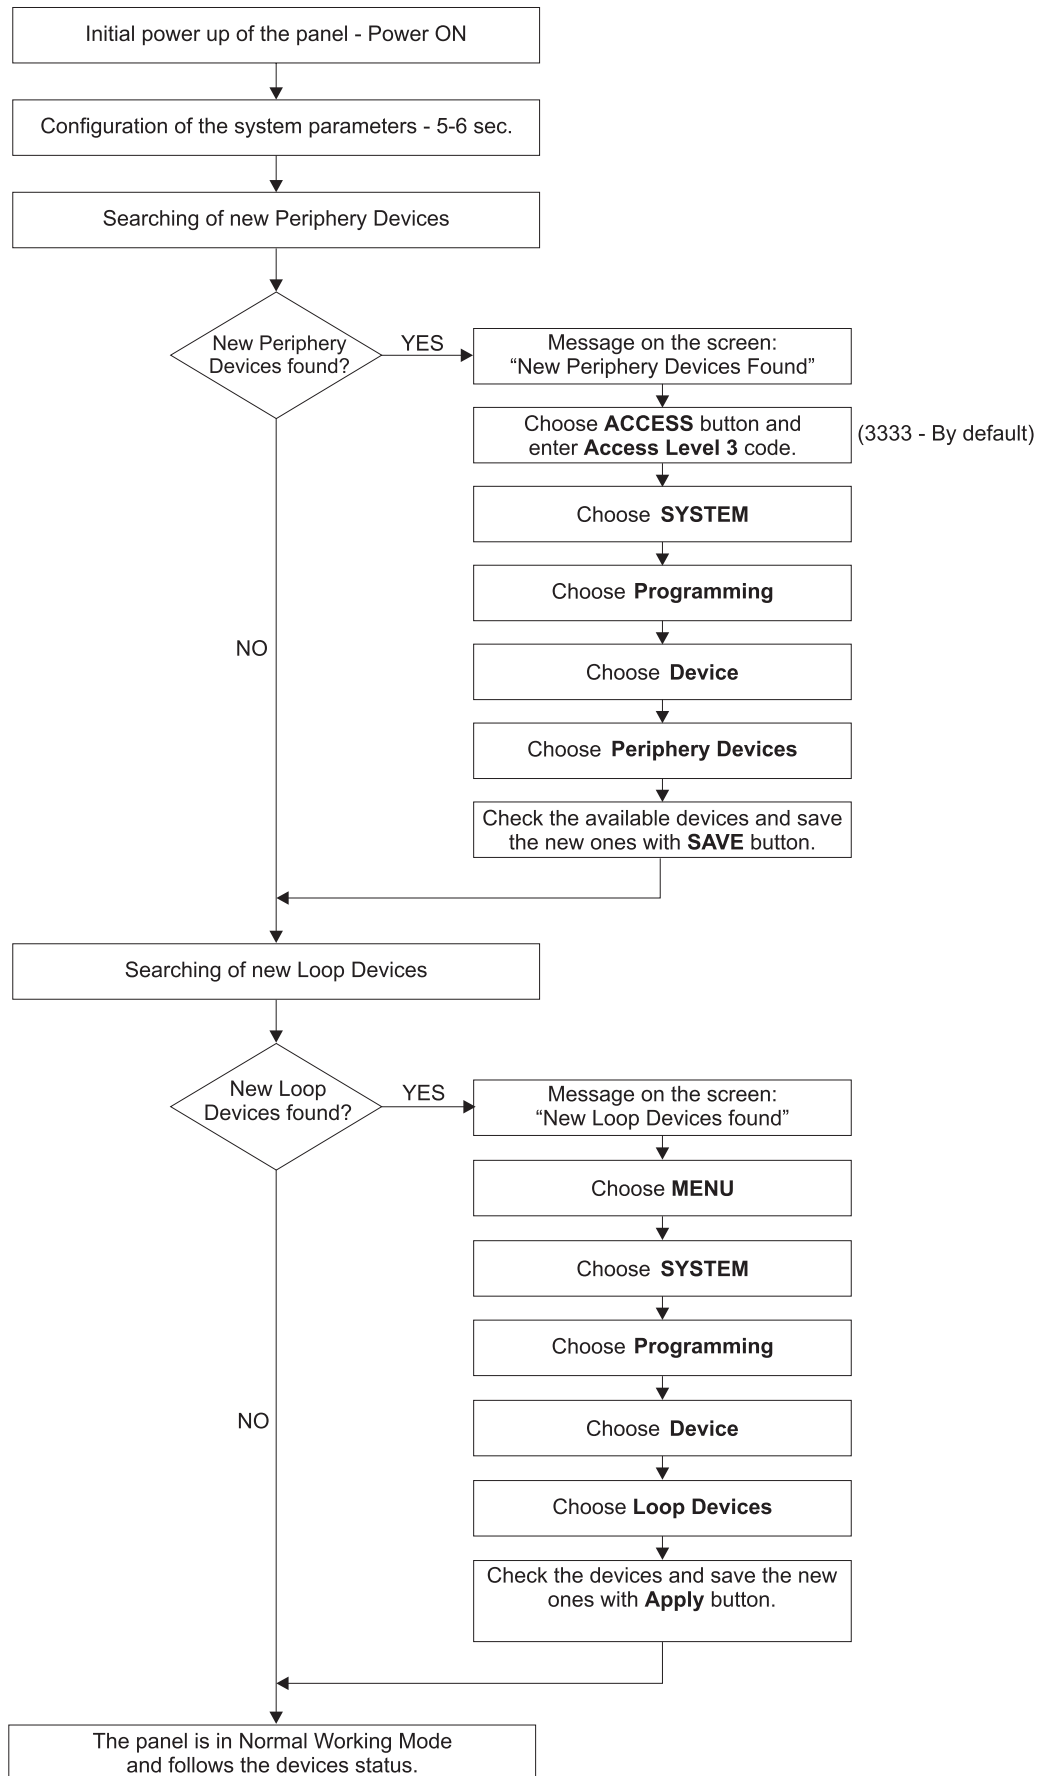 Initial power up of the panel - Power ON
Configuration of the system parameters - 5-6 sec.
Searching of new Periphery Devices
New Periphery
Devices found?
YES
Message on the screen:
“New Periphery Devices Found”
Choose ACCESS button and
enter Access Level 3 code.
(3333 - By default)
Choose SYSTEM
Choose Programming
Choose Device
Choose Periphery Devices
Check the available devices and save
the new ones with SAVE button.
NO
Searching of new Loop Devices
New Loop
Devices found?
YES
Message on the screen:
“New Loop Devices found”
Choose MENU
Choose SYSTEM
Choose Programming
Choose Device
Choose Loop Devices
Check the devices and save the new
ones with Apply button.
NO
The panel is in Normal Working Mode
and follows the devices status.